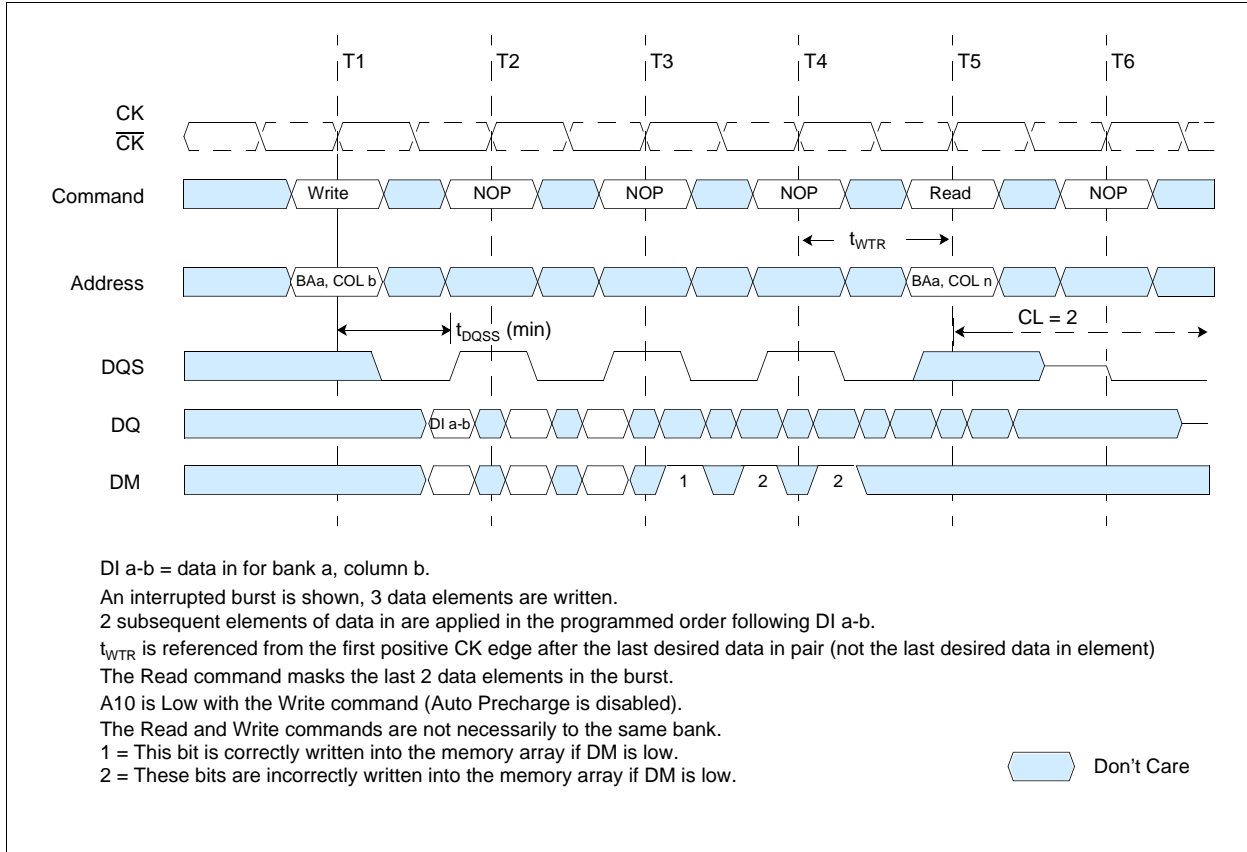 T1 T2 T3 T4 T5 T6
CK
CK
Command Write NOP NOP NOP Read NOP
tWTR
Address BAa, COL b BAa, COL n
tDQSS (min) CL = 2
DQS
DQ DI a-b
DM 1 2 2
DI a-b = data in for bank a, column b.
An interrupted burst is shown, 3 data elements are written.
2 subsequent elements of data in are applied in the programmed order following DI a-b.
tWTR is referenced from the first positive CK edge after the last desired data in pair (not the last desired data in element)
The Read command masks the last 2 data elements in the burst.
A10 is Low with the Write command (Auto Precharge is disabled).
The Read and Write commands are not necessarily to the same bank.
1 = This bit is correctly written into the memory array if DM is low.
2 = These bits are incorrectly written into the memory array if DM is low.
Don't Care